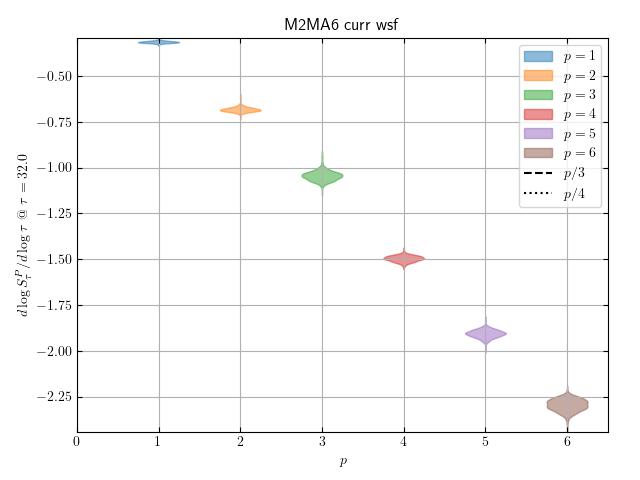 M2MA6 curr wsf
d log S_τ^P / d log τ @ τ = 32.0
−0.50
−0.75
−1.00
−1.25
−1.50
−1.75
−2.00
−2.25
0 1 2 3 4 5 6
p
p = 1
p = 2
p = 3
p = 4
p = 5
p = 6
p/3
p/4